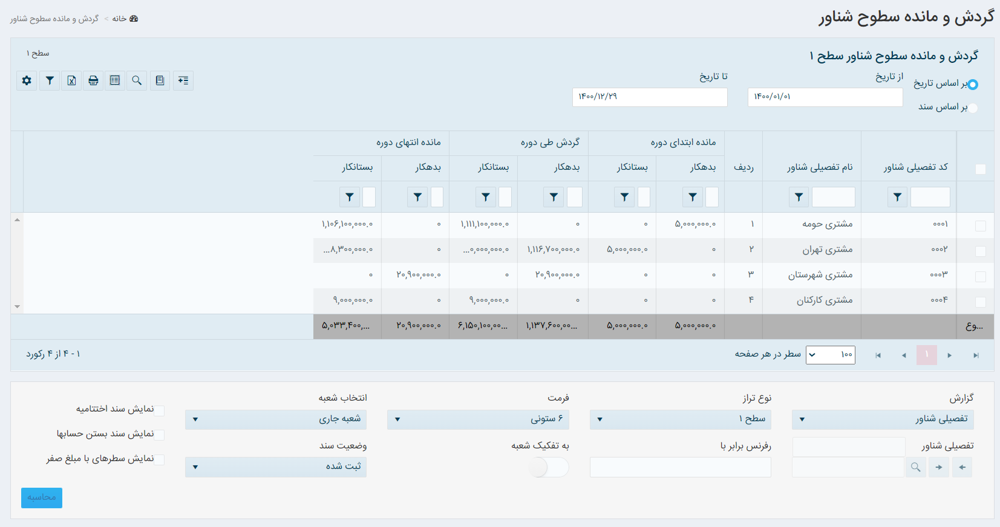 گردش و مانده سطوح شناور
خانه > گردش و مانده سطوح شناور
گردش و مانده سطوح شناور سطح ۱
سطح ۱
بر اساس تاریخ
از تاریخ
تا تاریخ
۱۴۰۰/۰۱/۰۱
۱۴۰۰/۱۲/۲۹
بر اساس سند
مانده ابتدای دوره گردش طی دوره مانده انتهای دوره
کد تفصیلی شناور نام تفصیلی شناور ردیف بدهکار بستانکار بدهکار بستانکار بدهکار بستانکار
۰۰۰۱ مشتری حومه ۱ ۵,۰۰۰,۰۰۰.۰ ۰ ۰ ۱,۱۱۱,۱۰۰,۰۰۰.۰ ۰ ۱,۱۰۶,۱۰۰,۰۰۰.۰
۰۰۰۲ مشتری تهران ۲ ۰ ۵,۰۰۰,۰۰۰.۰ ۱,۱۱۶,۷۰۰,۰۰۰.۰ ...۰,۰۰۰,۰۰۰.۰ ۰ ...۸,۳۰۰,۰۰۰.۰
۰۰۰۳ مشتری شهرستان ۳ ۰ ۰ ۲۰,۹۰۰,۰۰۰.۰ ۰ ۲۰,۹۰۰,۰۰۰.۰ ۰
۰۰۰۴ مشتری کارکنان ۴ ۰ ۰ ۰ ۹,۰۰۰,۰۰۰.۰ ۰ ۹,۰۰۰,۰۰۰.۰
...وع ۵,۰۰۰,۰۰۰.۰ ۵,۰۰۰,۰۰۰.۰ ۱,۱۳۷,۶۰۰,۰۰... ۶,۱۵۰,۱۰۰,۰۰... ۲۰,۹۰۰,۰۰۰.۰ ۵,۰۳۳,۴۰۰,...
۱
۱۰۰ سطر در هر صفحه
۱ - ۴ از ۴ رکورد
گزارش
نوع تراز
فرمت
انتخاب شعبه
نمایش سند اختتامیه
تفصیلی شناور
سطح ۱
۶ ستونی
شعبه جاری
نمایش سند بستن حسابها
تفصیلی شناور
رفرنس برابر با
به تفکیک شعبه
وضعیت سند
نمایش سطرهای با مبلغ صفر
ثبت شده
محاسبه